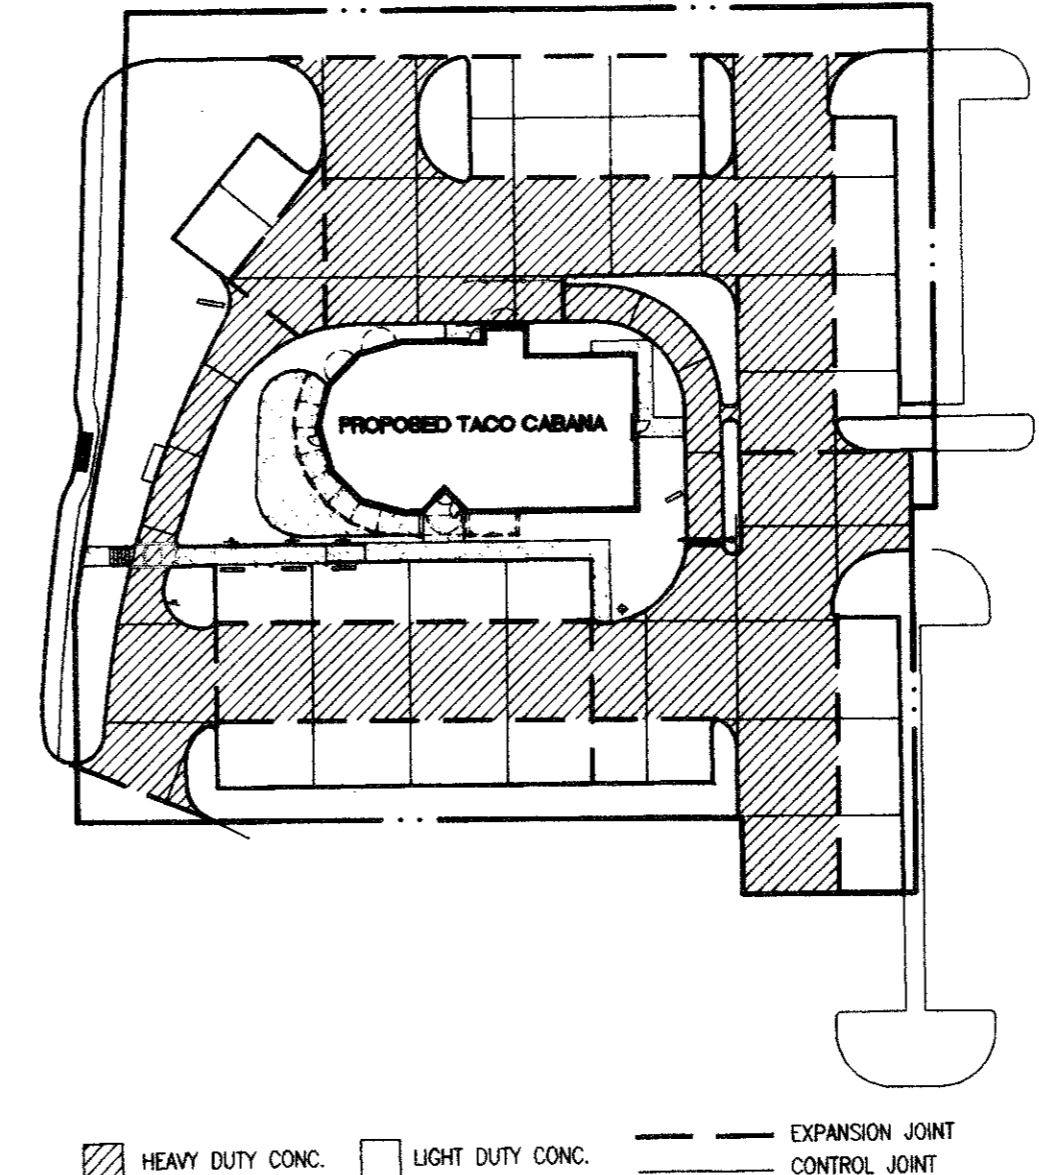 PROPOSED TACO CABANA
HEAVY DUTY CONC.
LIGHT DUTY CONC.
EXPANSION JOINT
CONTROL JOINT